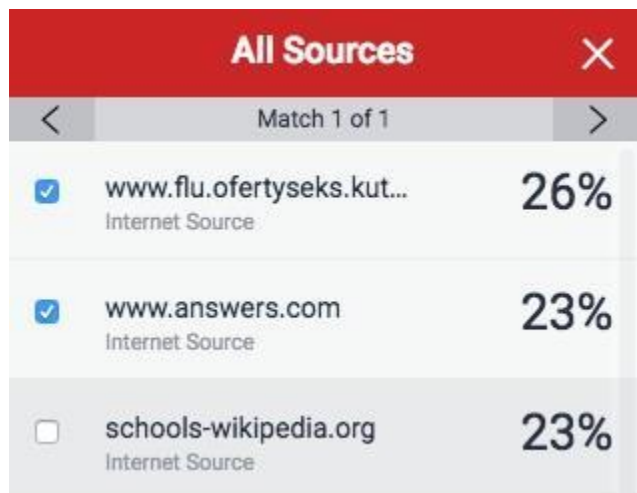 All Sources
Match 1 of 1
www.flu.ofertyseks.kut... 26%
Internet Source
www.answers.com 23%
Internet Source
schools-wikipedia.org 23%
Internet Source